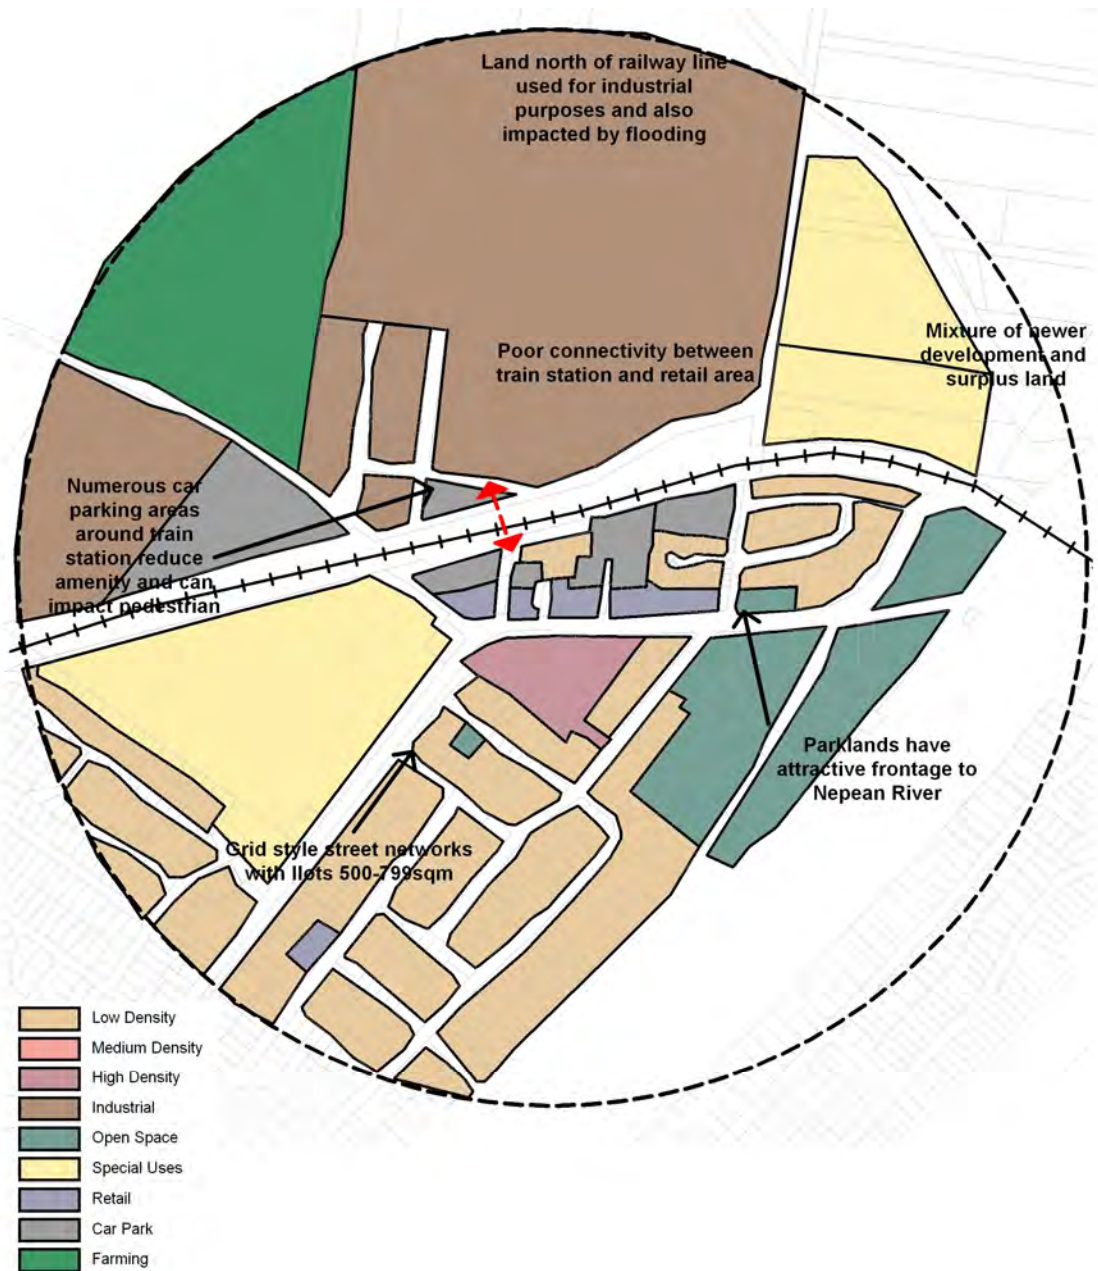 Land north of railway line
used for industrial
purposes and also
impacted by flooding
Mixture of newer
development and
surplus land
Poor connectivity between
train station and retail area
Numerous car
parking areas
around train
station reduce
amenity and can
impact pedestrian
Parklands have
attractive frontage to
Nepean River
Grid style street networks
with llots 500-799sqm
Low Density
Medium Density
High Density
Industrial
Open Space
Special Uses
Retail
Car Park
Farming